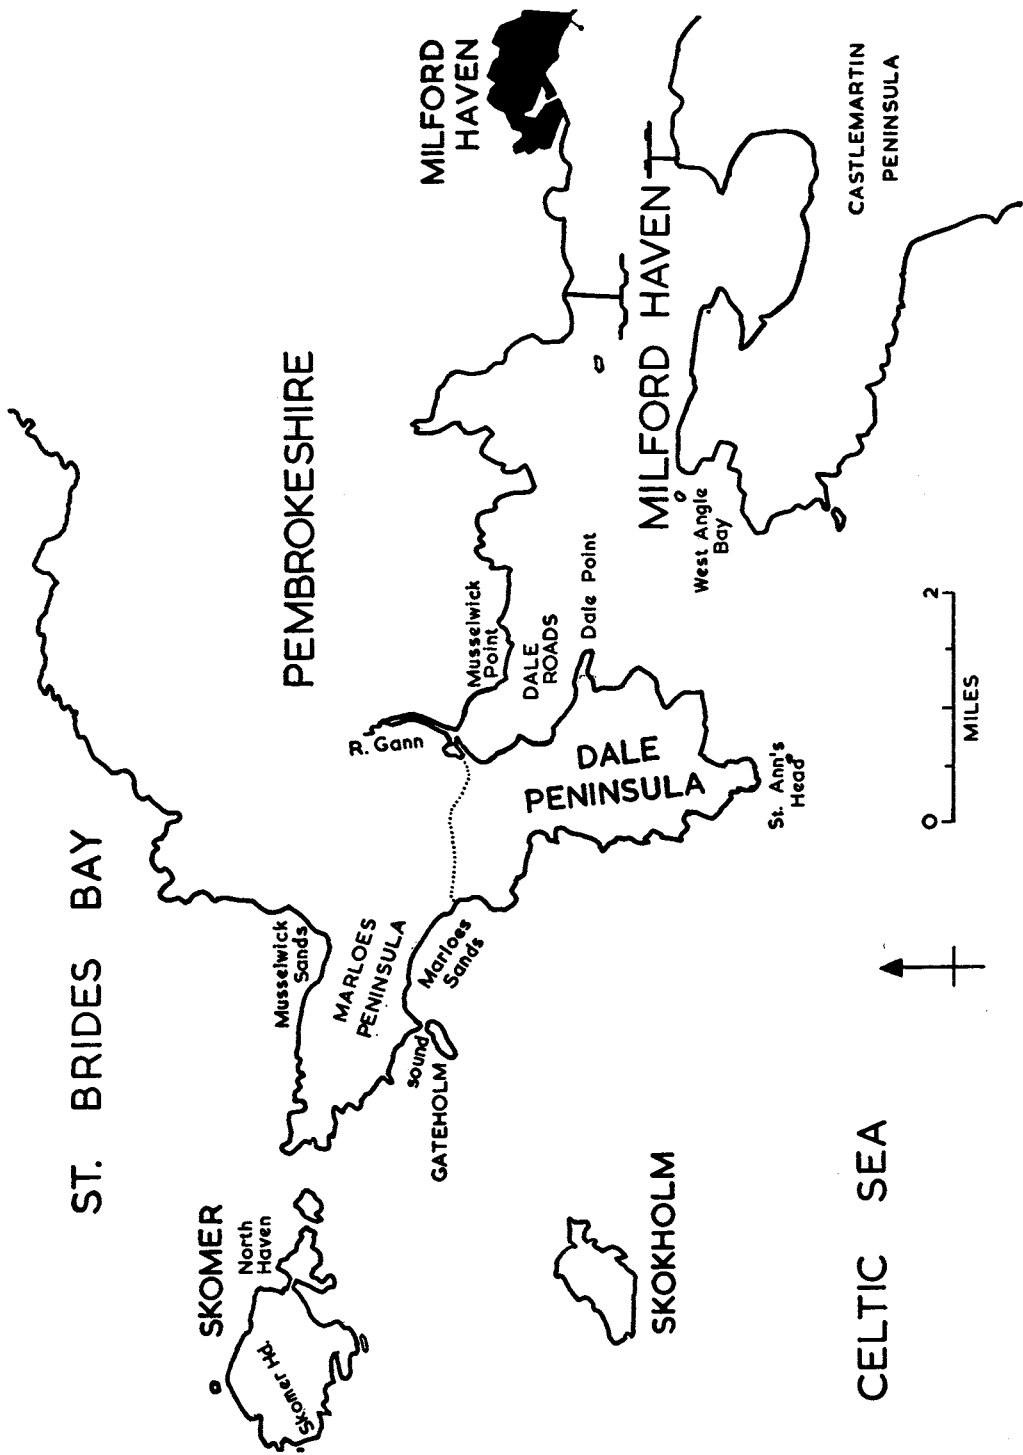 ST. BRIDES BAY
SKOMER
North
Haven
Skomer Hd.
Musselwick
Sands
MARLOES
PENINSULA
Marloes
Sands
sound
GATEHOLM
SKOKHOLM
CELTIC SEA
PEMBROKESHIRE
R. Gann
Musselwick
Point
DALE
ROADS
Dale Point
DALE
PENINSULA
St. Ann's
Head
MILFORD
HAVEN
MILFORD HAVEN
West Angle
Bay
CASTLEMARTIN
PENINSULA
0 2
MILES